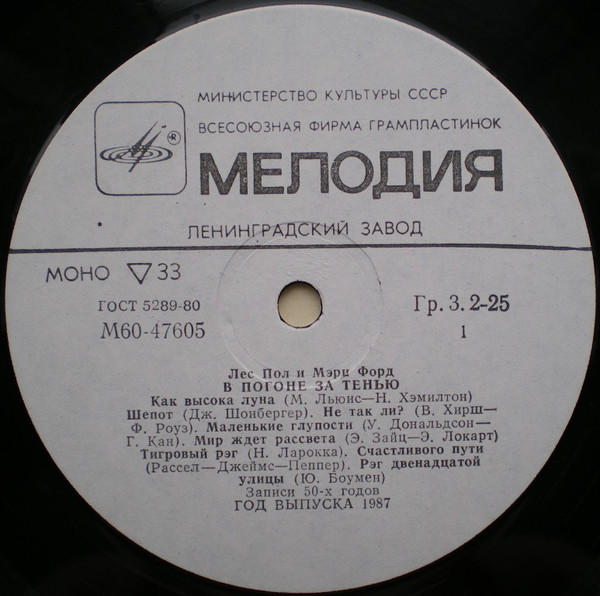 МИНИСТЕРСТВО КУЛЬТУРЫ СССР
ВСЕСОЮЗНАЯ ФИРМА ГРАМПЛАСТИНОК
®
МЕЛОДИЯ
ЛЕНИНГРАДСКИЙ ЗАВОД
МОНО ▽ 33
ГОСТ 5289-80
М60-47605
Гр. 3. 2-25
1
Лес Пол и Мэри Форд
В ПОГОНЕ ЗА ТЕНЬЮ
Как высока луна (М. Льюис—Н. Хэмилтон)
Шепот (Дж. Шонбергер). Не так ли? (В. Хирш—
Ф. Роуз). Маленькие глупости (У. Дональдсон—
Г. Кан). Мир ждет рассвета (Э. Зайц—Э. Локарт)
Тигровый рэг (Н. Ларокка). Счастливого пути
(Рассел—Джеймс—Пеппер). Рэг двенадцатой
улицы (Ю. Боумен)
Записи 50-х годов
ГОД ВЫПУСКА 1987